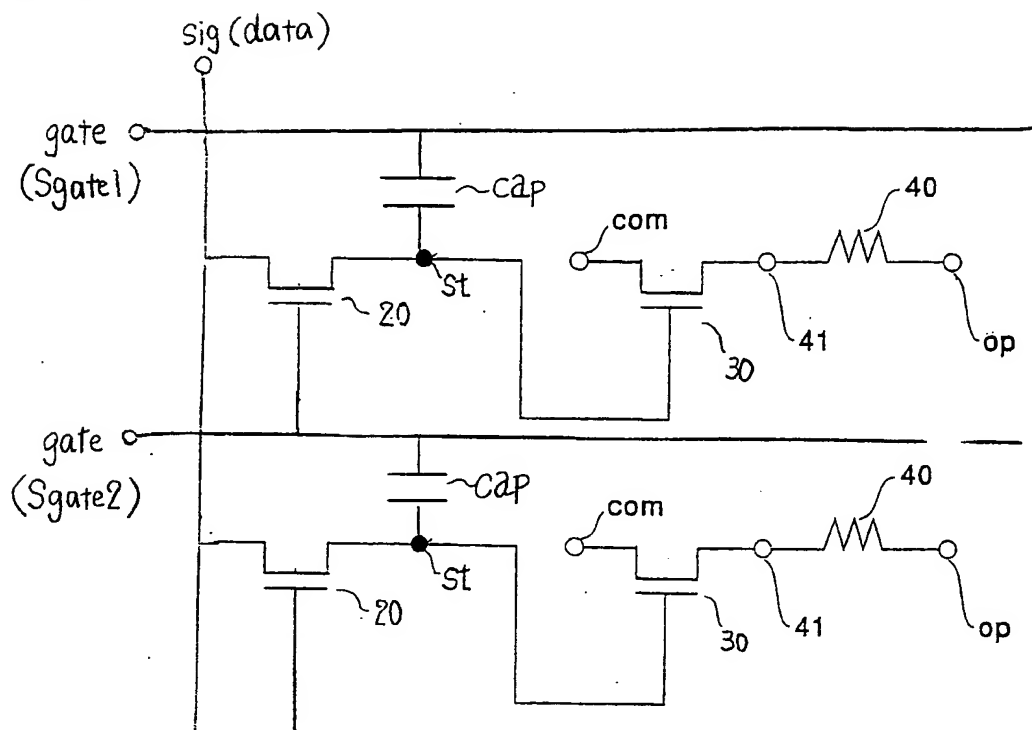 sig (data)
gate
(Sgate1)
cap
40
com
st
20
30
41
op
gate
(Sgate2)
cap
40
com
st
20
30
41
op